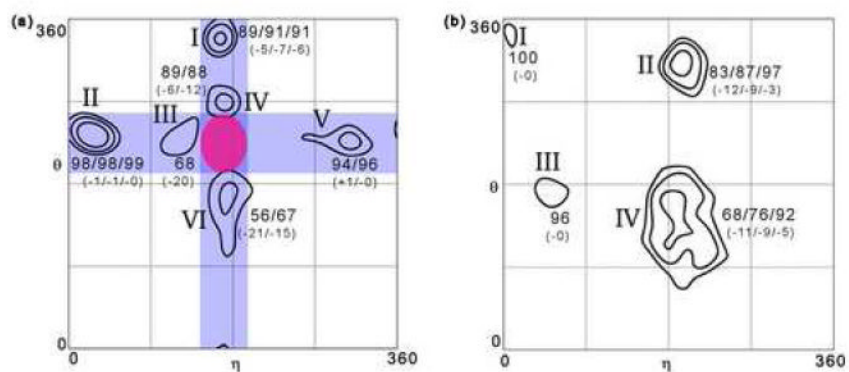 (a)
360
I
89/91/91
(-5/-7/-6)
89/88
(-6/-12)
IV
II
III
V
98/98/99
(-1/-1/-0)
68
(-20)
94/96
(+1/-0)
θ
VI
56/67
(-21/-15)
0
0
η
360
(b)
360
I
100
(-0)
II
83/87/97
(-12/-9/-3)
III
θ
96
(-0)
IV
68/76/92
(-11/-9/-5)
0
0
η
360